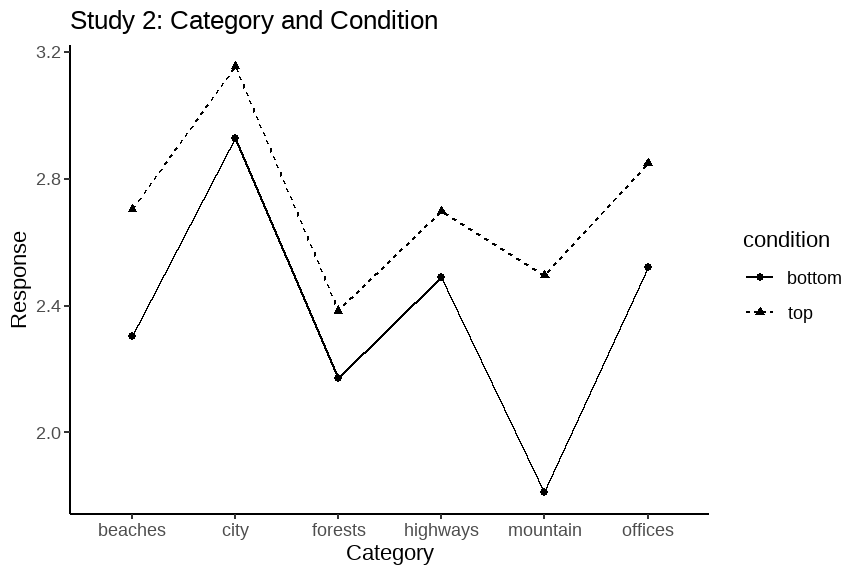 Study 2: Category and Condition
3.2
2.8
2.4
2.0
Response
beaches city forests highways mountain offices
Category
condition
bottom
top